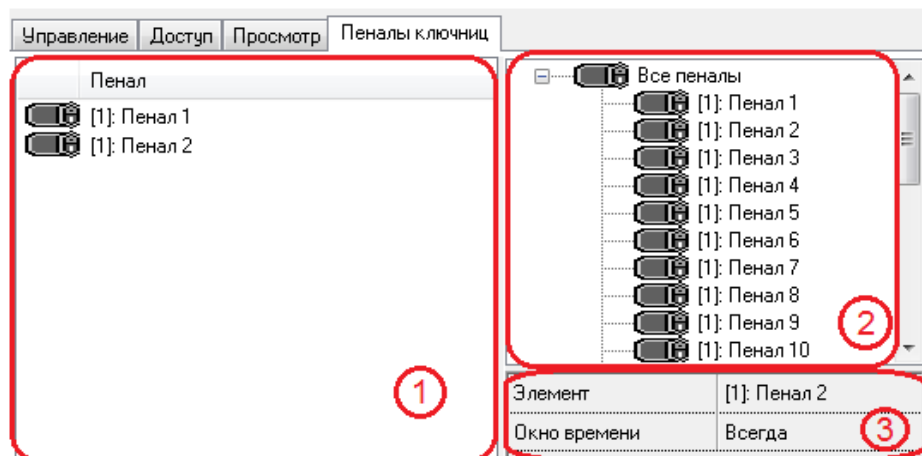 Управление Доступ Просмотр Пеналы ключниц
Пенал
[1]: Пенал 1
[1]: Пенал 2
1
Все пеналы
[1]: Пенал 1
[1]: Пенал 2
[1]: Пенал 3
[1]: Пенал 4
[1]: Пенал 5
[1]: Пенал 6
[1]: Пенал 7
[1]: Пенал 8
[1]: Пенал 9
[1]: Пенал 10
2
Элемент [1]: Пенал 2
Окно времени Всегда
3